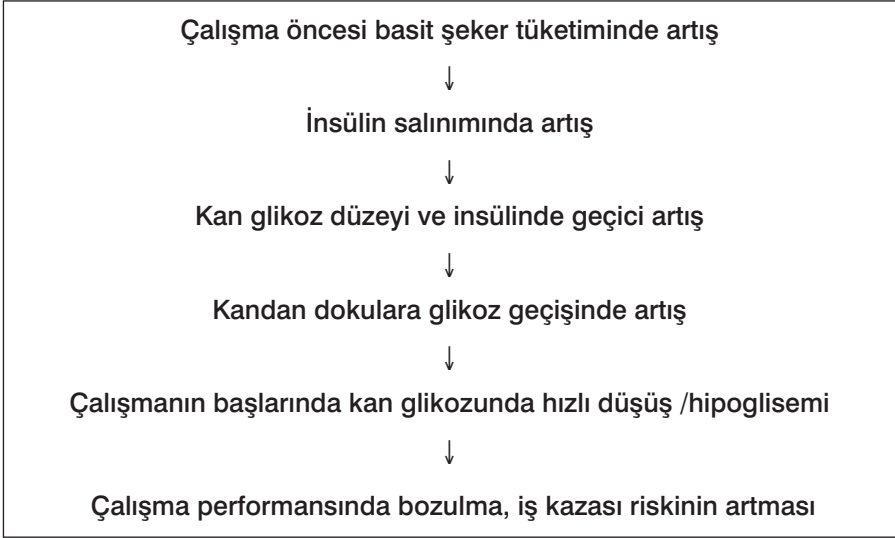 Çalışma öncesi basit şeker tüketiminde artış
↓
İnsülin salınımında artış
↓
Kan glikoz düzeyi ve insülinde geçici artış
↓
Kandan dokulara glikoz geçişinde artış
↓
Çalışmanın başlarında kan glikozunda hızlı düşüş /hipoglisemi
↓
Çalışma performansında bozulma, iş kazası riskinin artması